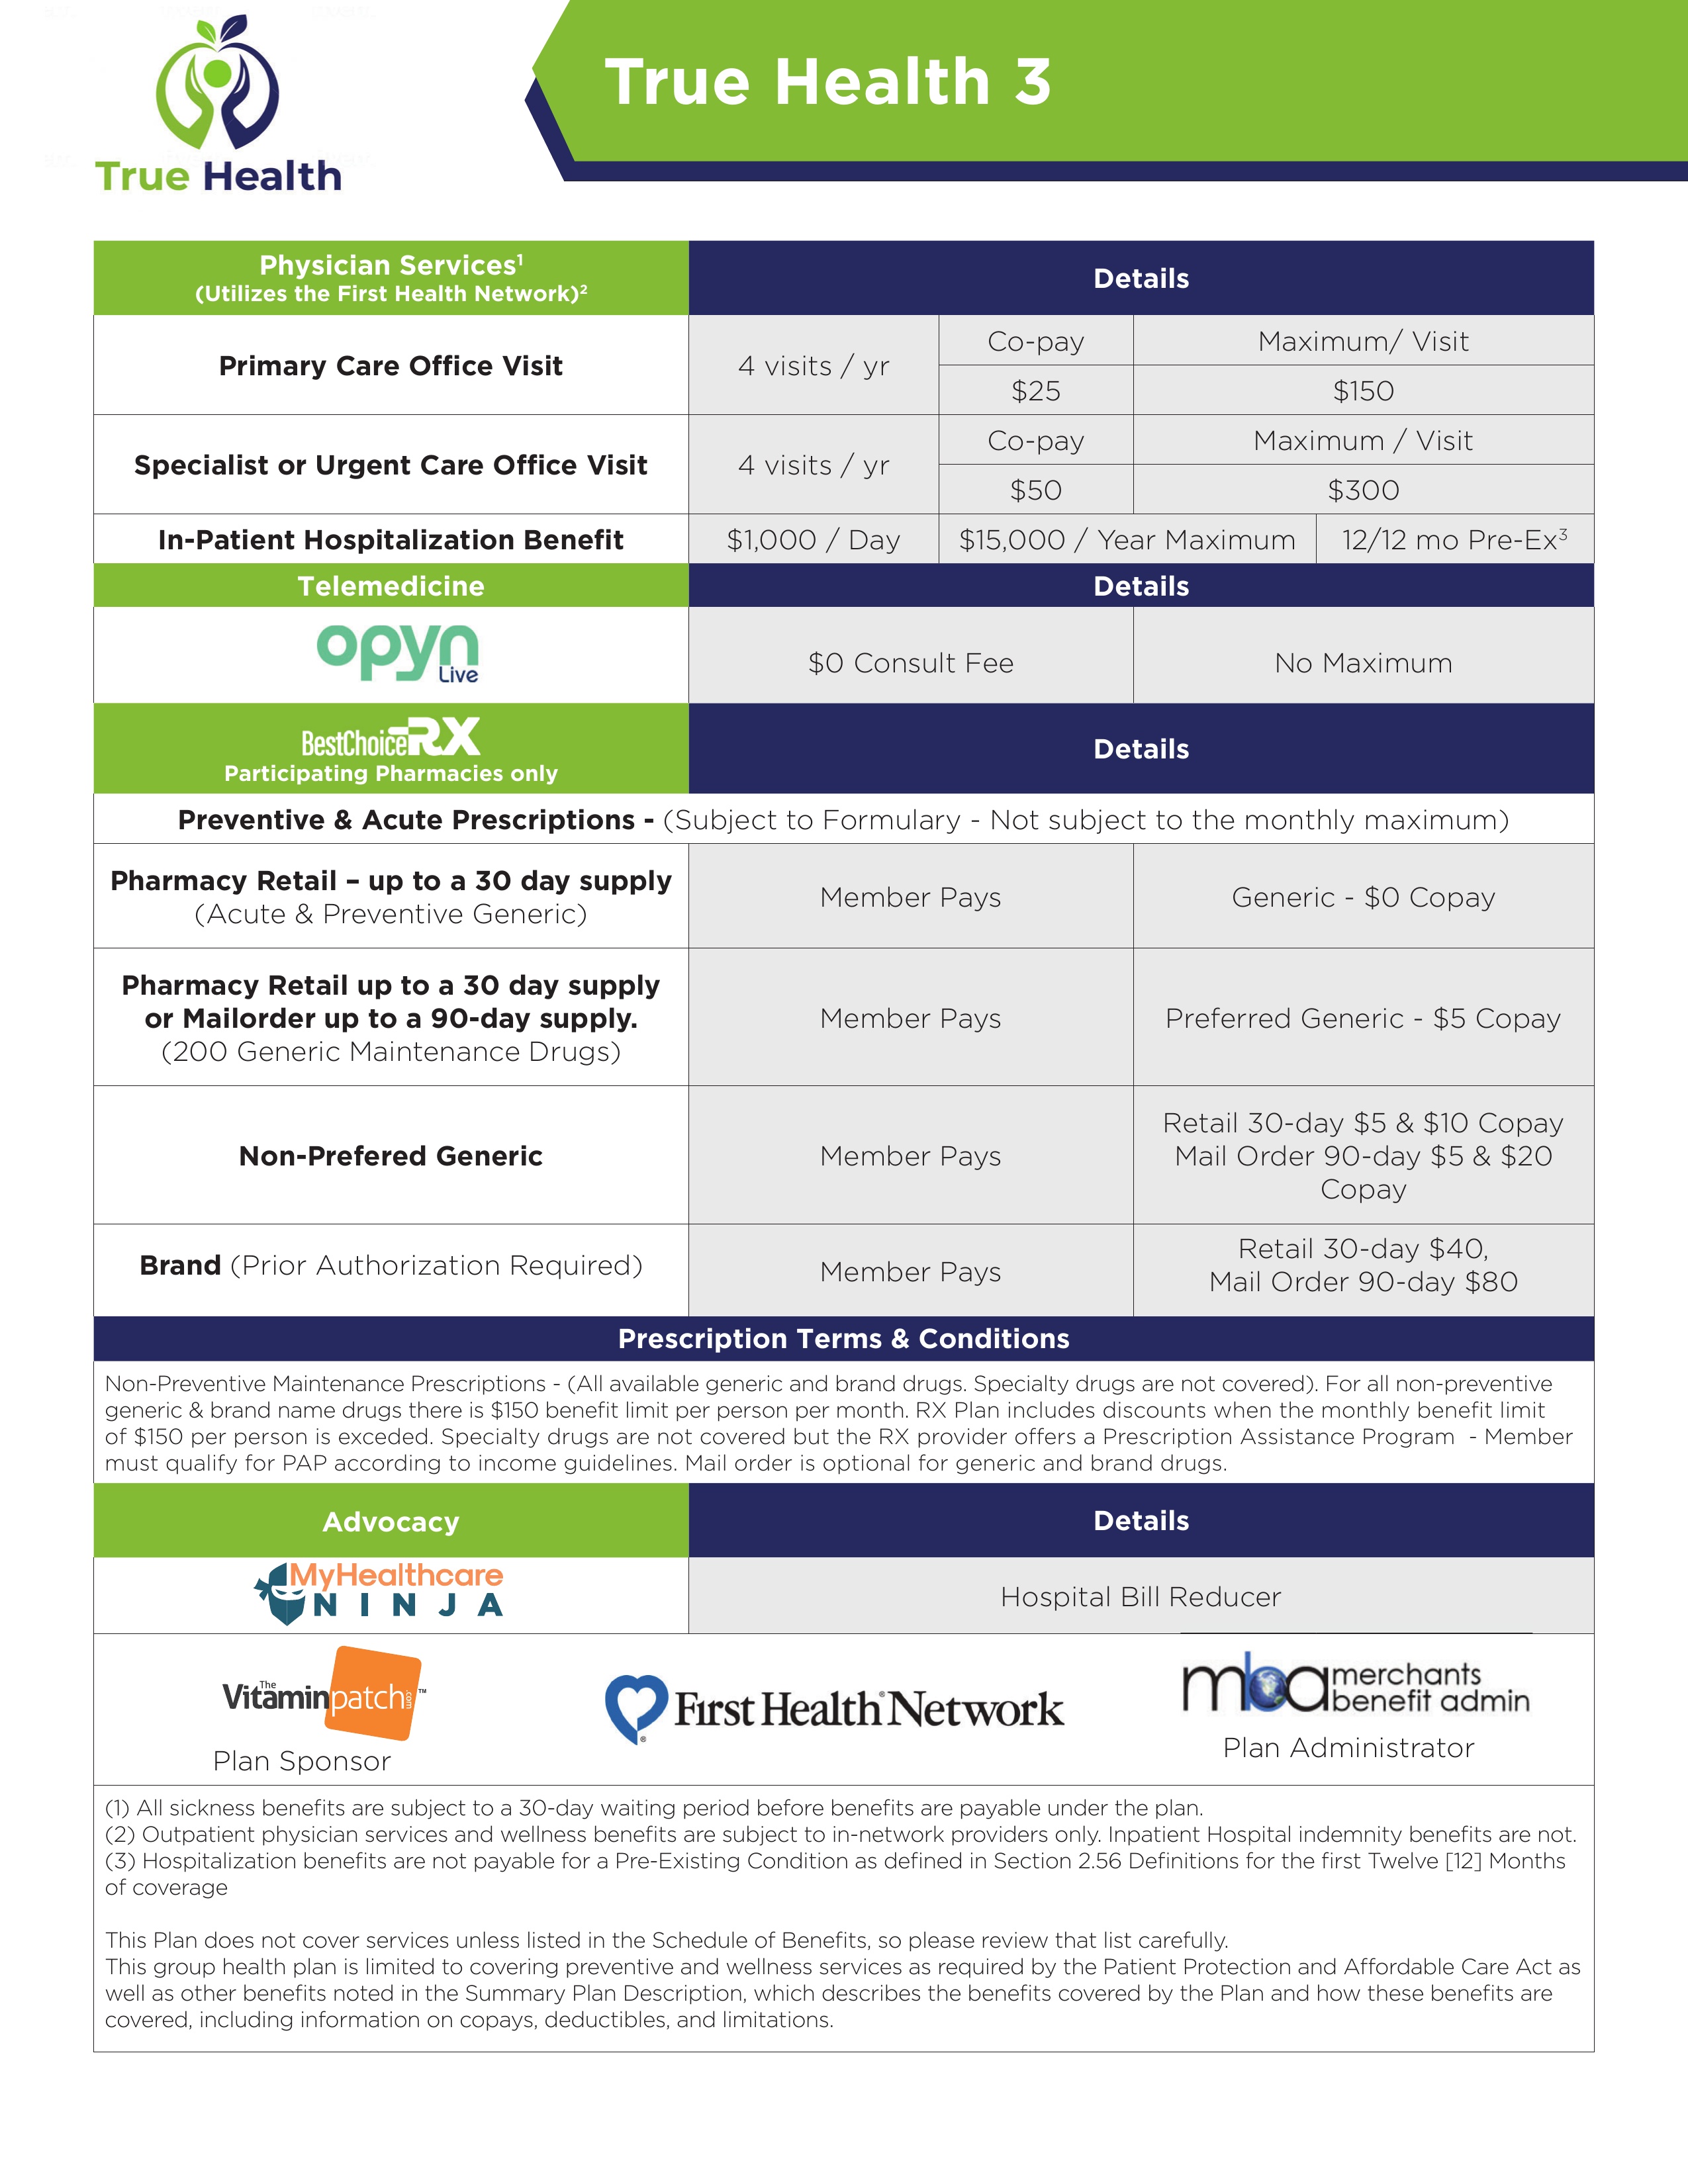 True Health 3
True Health
Physician Services1
(Utilizes the First Health Network)2
Details
Primary Care Office Visit
4 visits / yr
Co-pay
Maximum/ Visit
$25
$150
Specialist or Urgent Care Office Visit
4 visits / yr
Co-pay
Maximum / Visit
$50
$300
In-Patient Hospitalization Benefit
$1,000 / Day
$15,000 / Year Maximum
12/12 mo Pre-Ex3
Telemedicine
Details
opyn
Live
$0 Consult Fee
No Maximum
BestChoiceRX
Participating Pharmacies only
Details
Preventive & Acute Prescriptions - (Subject to Formulary - Not subject to the monthly maximum)
Pharmacy Retail – up to a 30 day supply
(Acute & Preventive Generic)
Member Pays
Generic - $0 Copay
Pharmacy Retail up to a 30 day supply
or Mailorder up to a 90-day supply.
(200 Generic Maintenance Drugs)
Member Pays
Preferred Generic - $5 Copay
Non-Prefered Generic
Member Pays
Retail 30-day $5 & $10 Copay
Mail Order 90-day $5 & $20
Copay
Brand (Prior Authorization Required)
Member Pays
Retail 30-day $40,
Mail Order 90-day $80
Prescription Terms & Conditions
Non-Preventive Maintenance Prescriptions - (All available generic and brand drugs. Specialty drugs are not covered). For all non-preventive
generic & brand name drugs there is $150 benefit limit per person per month. RX Plan includes discounts when the monthly benefit limit
of $150 per person is exceded. Specialty drugs are not covered but the RX provider offers a Prescription Assistance Program - Member
must qualify for PAP according to income guidelines. Mail order is optional for generic and brand drugs.
Advocacy
Details
MyHealthcare
NINJA
Hospital Bill Reducer
The
Vitaminpatch.com™
Plan Sponsor
First Health® Network
®
mba merchants
benefit admin
Plan Administrator
(1) All sickness benefits are subject to a 30-day waiting period before benefits are payable under the plan.
(2) Outpatient physician services and wellness benefits are subject to in-network providers only. Inpatient Hospital indemnity benefits are not.
(3) Hospitalization benefits are not payable for a Pre-Existing Condition as defined in Section 2.56 Definitions for the first Twelve [12] Months
of coverage
This Plan does not cover services unless listed in the Schedule of Benefits, so please review that list carefully.
This group health plan is limited to covering preventive and wellness services as required by the Patient Protection and Affordable Care Act as
well as other benefits noted in the Summary Plan Description, which describes the benefits covered by the Plan and how these benefits are
covered, including information on copays, deductibles, and limitations.